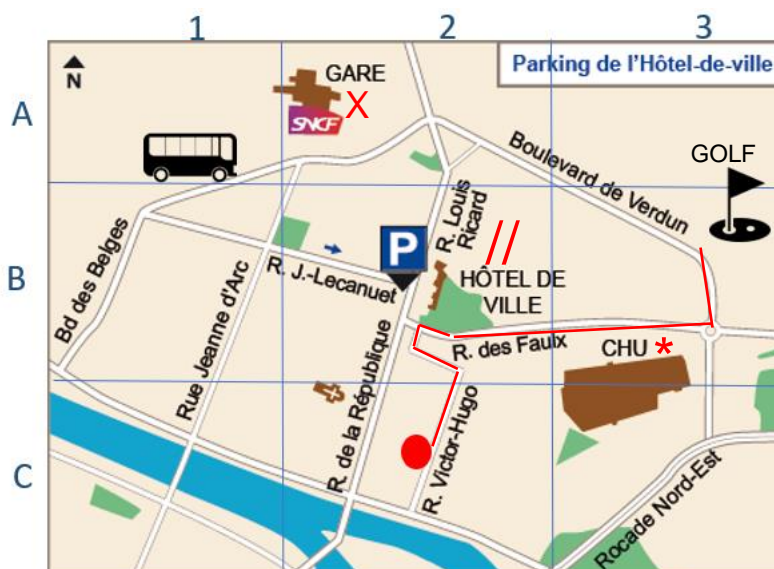 1
2
3
Parking de l'Hôtel-de-ville
N
GARE
X
SNCF
A
Boulevard de Verdun
GOLF
P
R. Louis
Ricard
//
B
Bd des Belges
R. J.-Lecanuet
HÔTEL DE
VILLE
Rue Jeanne d'Arc
R. des Faulx
CHU *
R. de la République
R. Victor-Hugo
C
Rocade Nord-Est